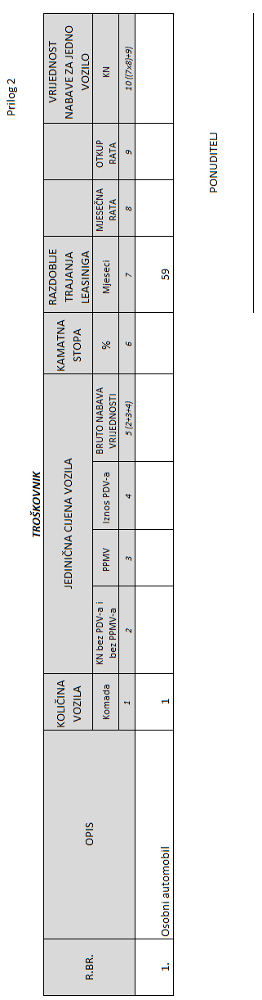 Prilog 2
TROŠKOVNIK
R.BR.
OPIS
KOLIČINA
VOZILA
JEDINIČNA CIJENA VOZILA
KAMATNA
STOPA
RAZDOBLJE
TRAJANJA
LEASINIGA
VRIJEDNOST
NABAVE ZA JEDNO
VOZILO
Komada
KN bez PDV-a i
bez PPMV-a
PPMV
Iznos PDV-a
BRUTO NABAVA
VRIJEDNOSTI
%
Mjeseci
MJESEČNA
RATA
OTKUP
RATA
KN
1
2
3
4
5 (2+3+4)
6
7
8
9
10 ((7x8)+9)
1.
Osobni automobil
1
59
PONUDITELJ